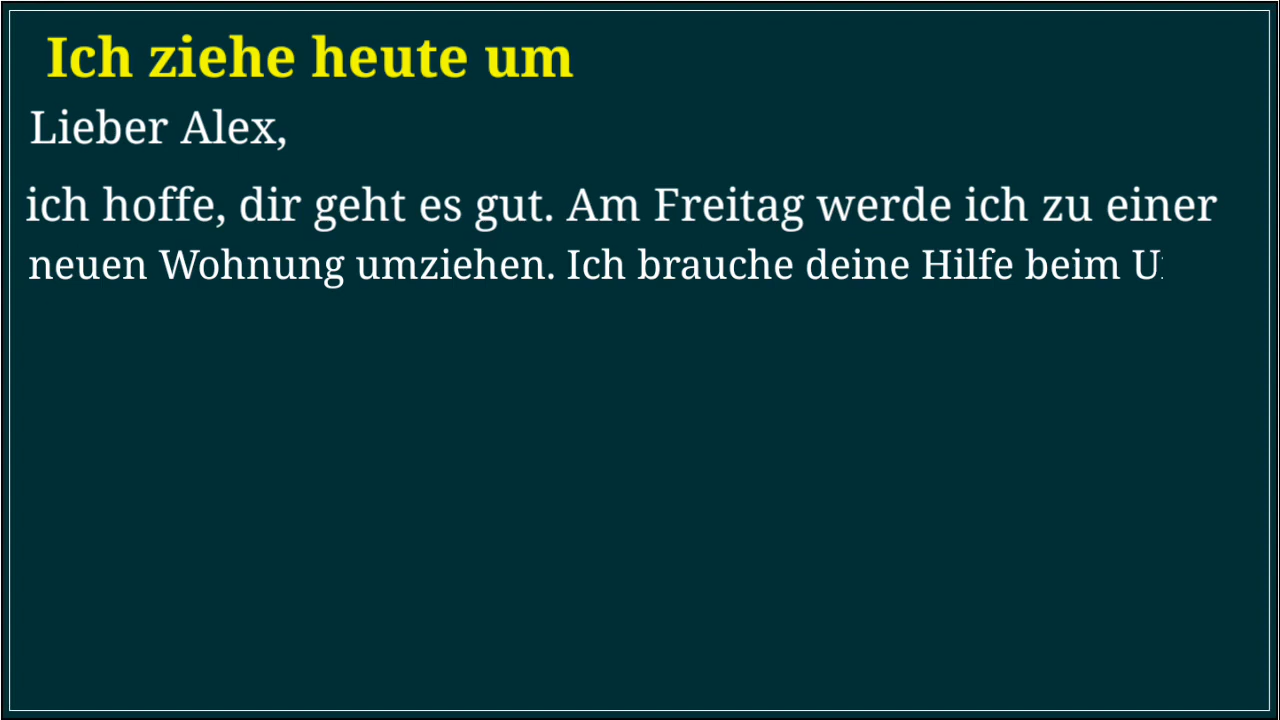 Ich ziehe heute um
Lieber Alex,
ich hoffe, dir geht es gut. Am Freitag werde ich zu einer
neuen Wohnung umziehen. Ich brauche deine Hilfe beim